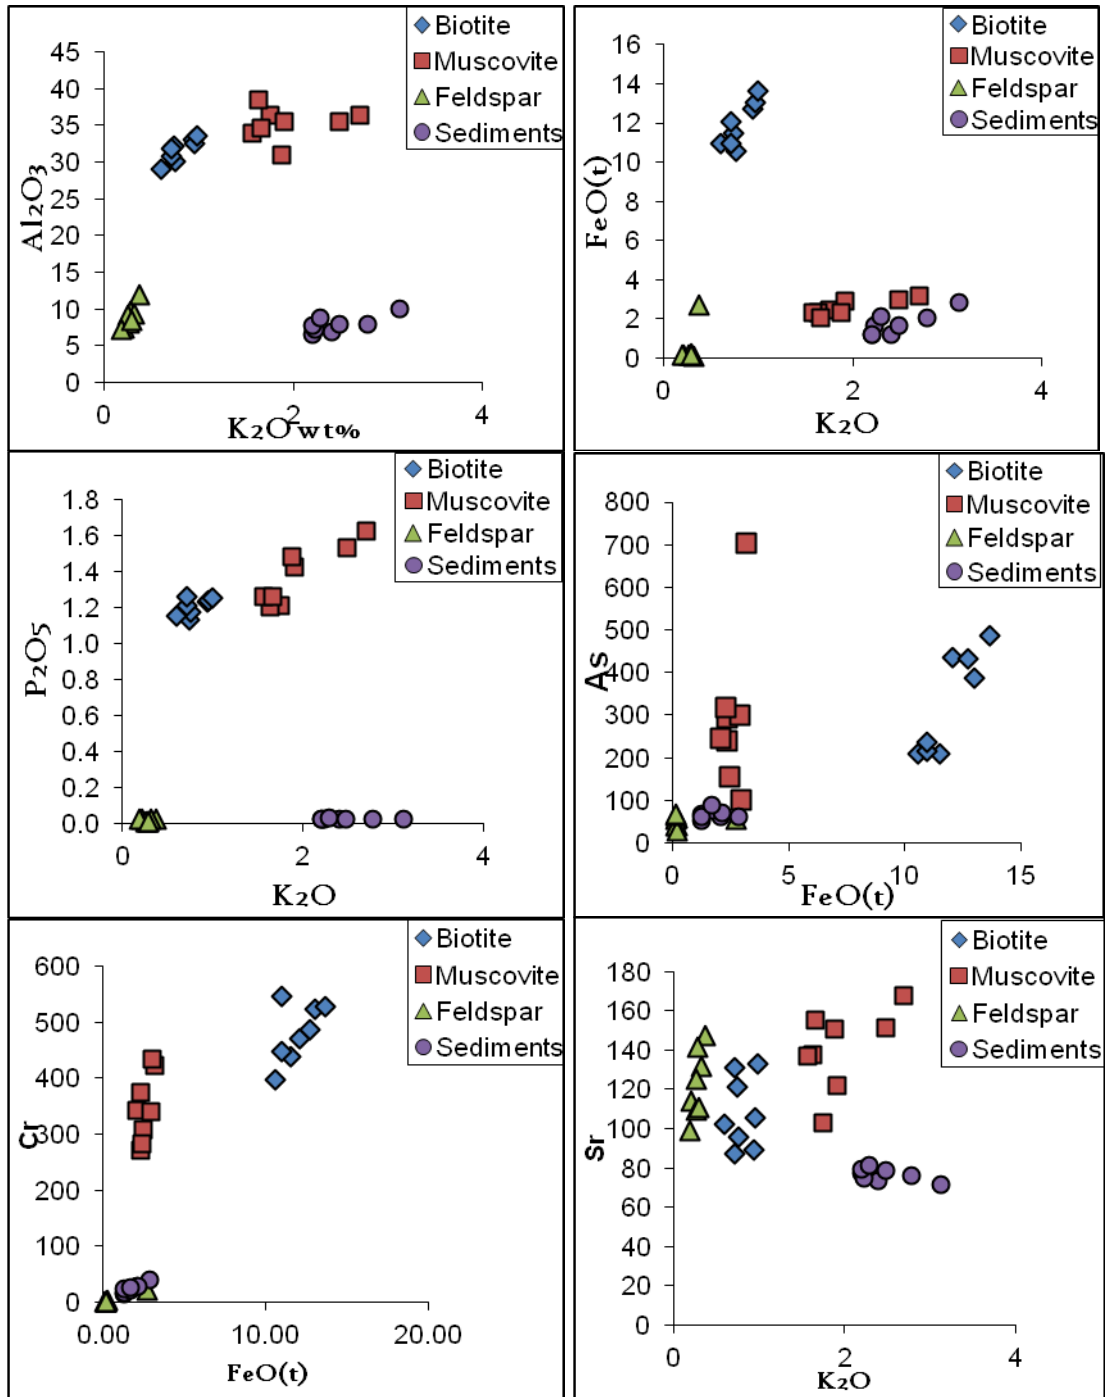 Biotite
Muscovite
Feldspar
Sediments
45
40
35
30
25
20
15
10
5
0
Al₂O₃
0
2
4
K₂O wt%
Biotite
Muscovite
Feldspar
Sediments
16
14
12
10
8
6
4
2
0
FeO(t)
0
2
4
K₂O
Biotite
Muscovite
Feldspar
Sediments
1.8
1.6
1.4
1.2
1.0
0.8
0.6
0.4
0.2
0.0
P₂O₅
0
2
4
K₂O
Biotite
Muscovite
Feldspar
Sediments
800
700
600
500
400
300
200
100
0
As
0
5
10
15
FeO(t)
Biotite
Muscovite
Feldspar
Sediments
600
500
400
300
200
100
0
Cr
0.00
10.00
20.00
FeO(t)
Biotite
Muscovite
Feldspar
Sediments
180
160
140
120
100
80
60
40
20
0
Sr
0
2
4
K₂O